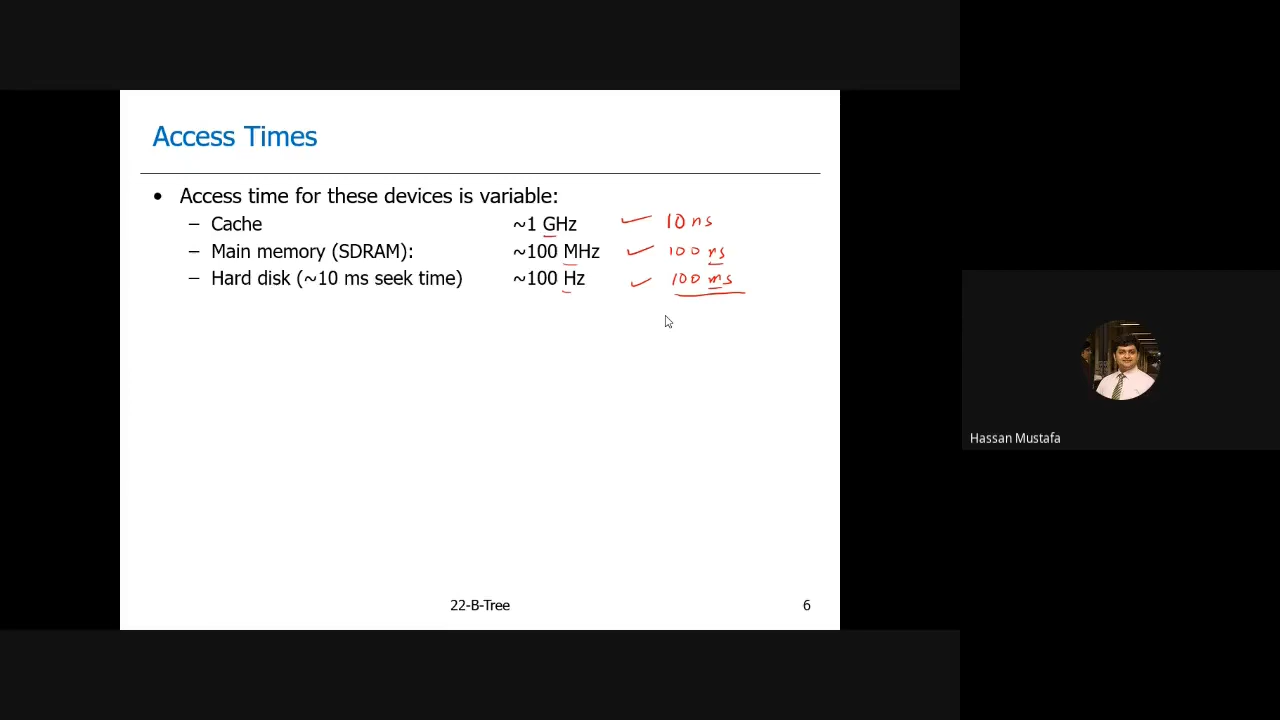 Access Times
• Access time for these devices is variable:
– Cache ~1 GHz ✓ 10 ns
– Main memory (SDRAM): ~100 MHz ✓ 100 ns
– Hard disk (~10 ms seek time) ~100 Hz ✓ 100 ms
22-B-Tree 6
Hassan Mustafa